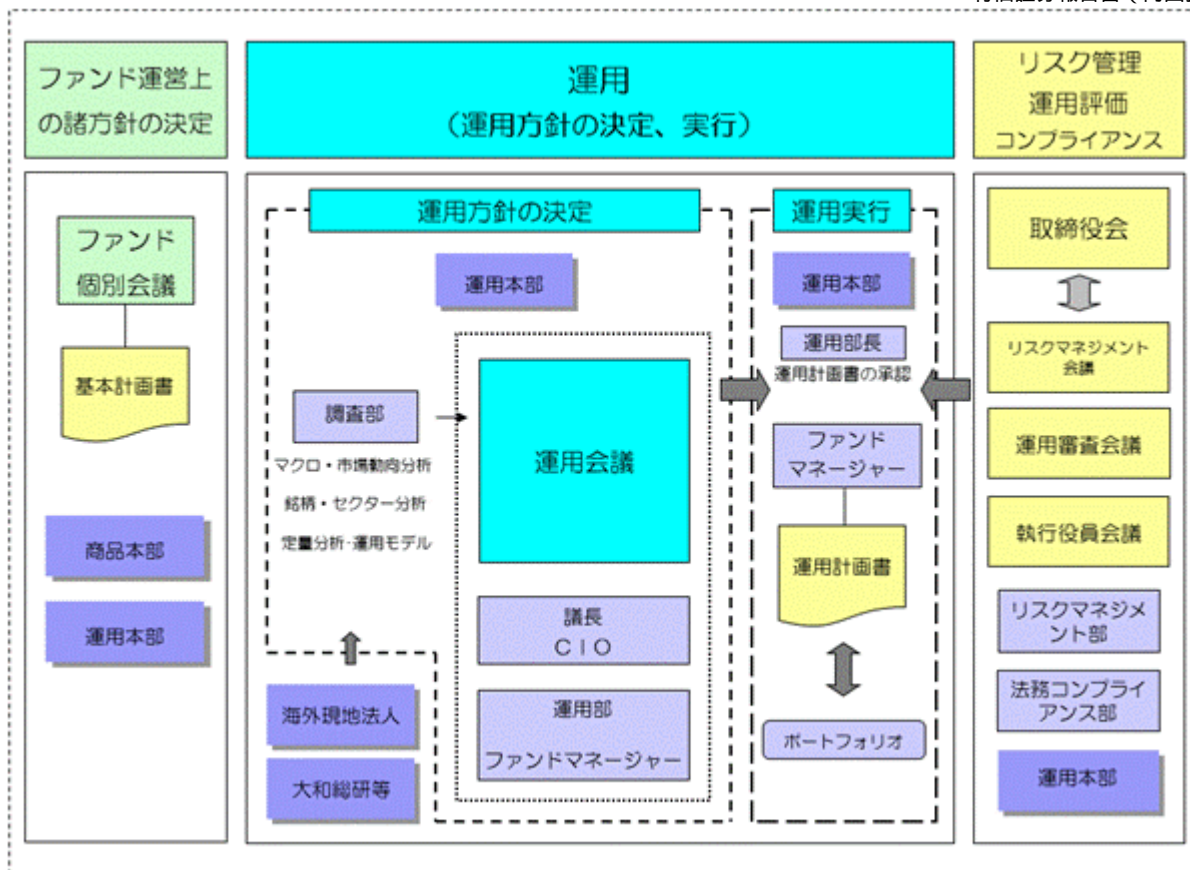 ファンド運営上
の諸方針の決定
運用
(運用方針の決定、実行)
リスク管理
運用評価
コンプライアンス
ファンド
個別会議
基本計画書
商品本部
運用本部
運用方針の決定
運用本部
調査部
マクロ・市場動向分析
銘柄・セクター分析
定量分析・運用モデル
海外現地法人
大和総研等
運用会議
議長
CIO
運用部
ファンドマネージャー
運用実行
運用本部
運用部長
運用計画書の承認
ファンド
マネージャー
運用計画書
ポートフォリオ
取締役会
リスクマネジメント
会議
運用審査会議
執行役員会議
リスクマネジメ
ント部
法務コンプライ
アンス部
運用本部